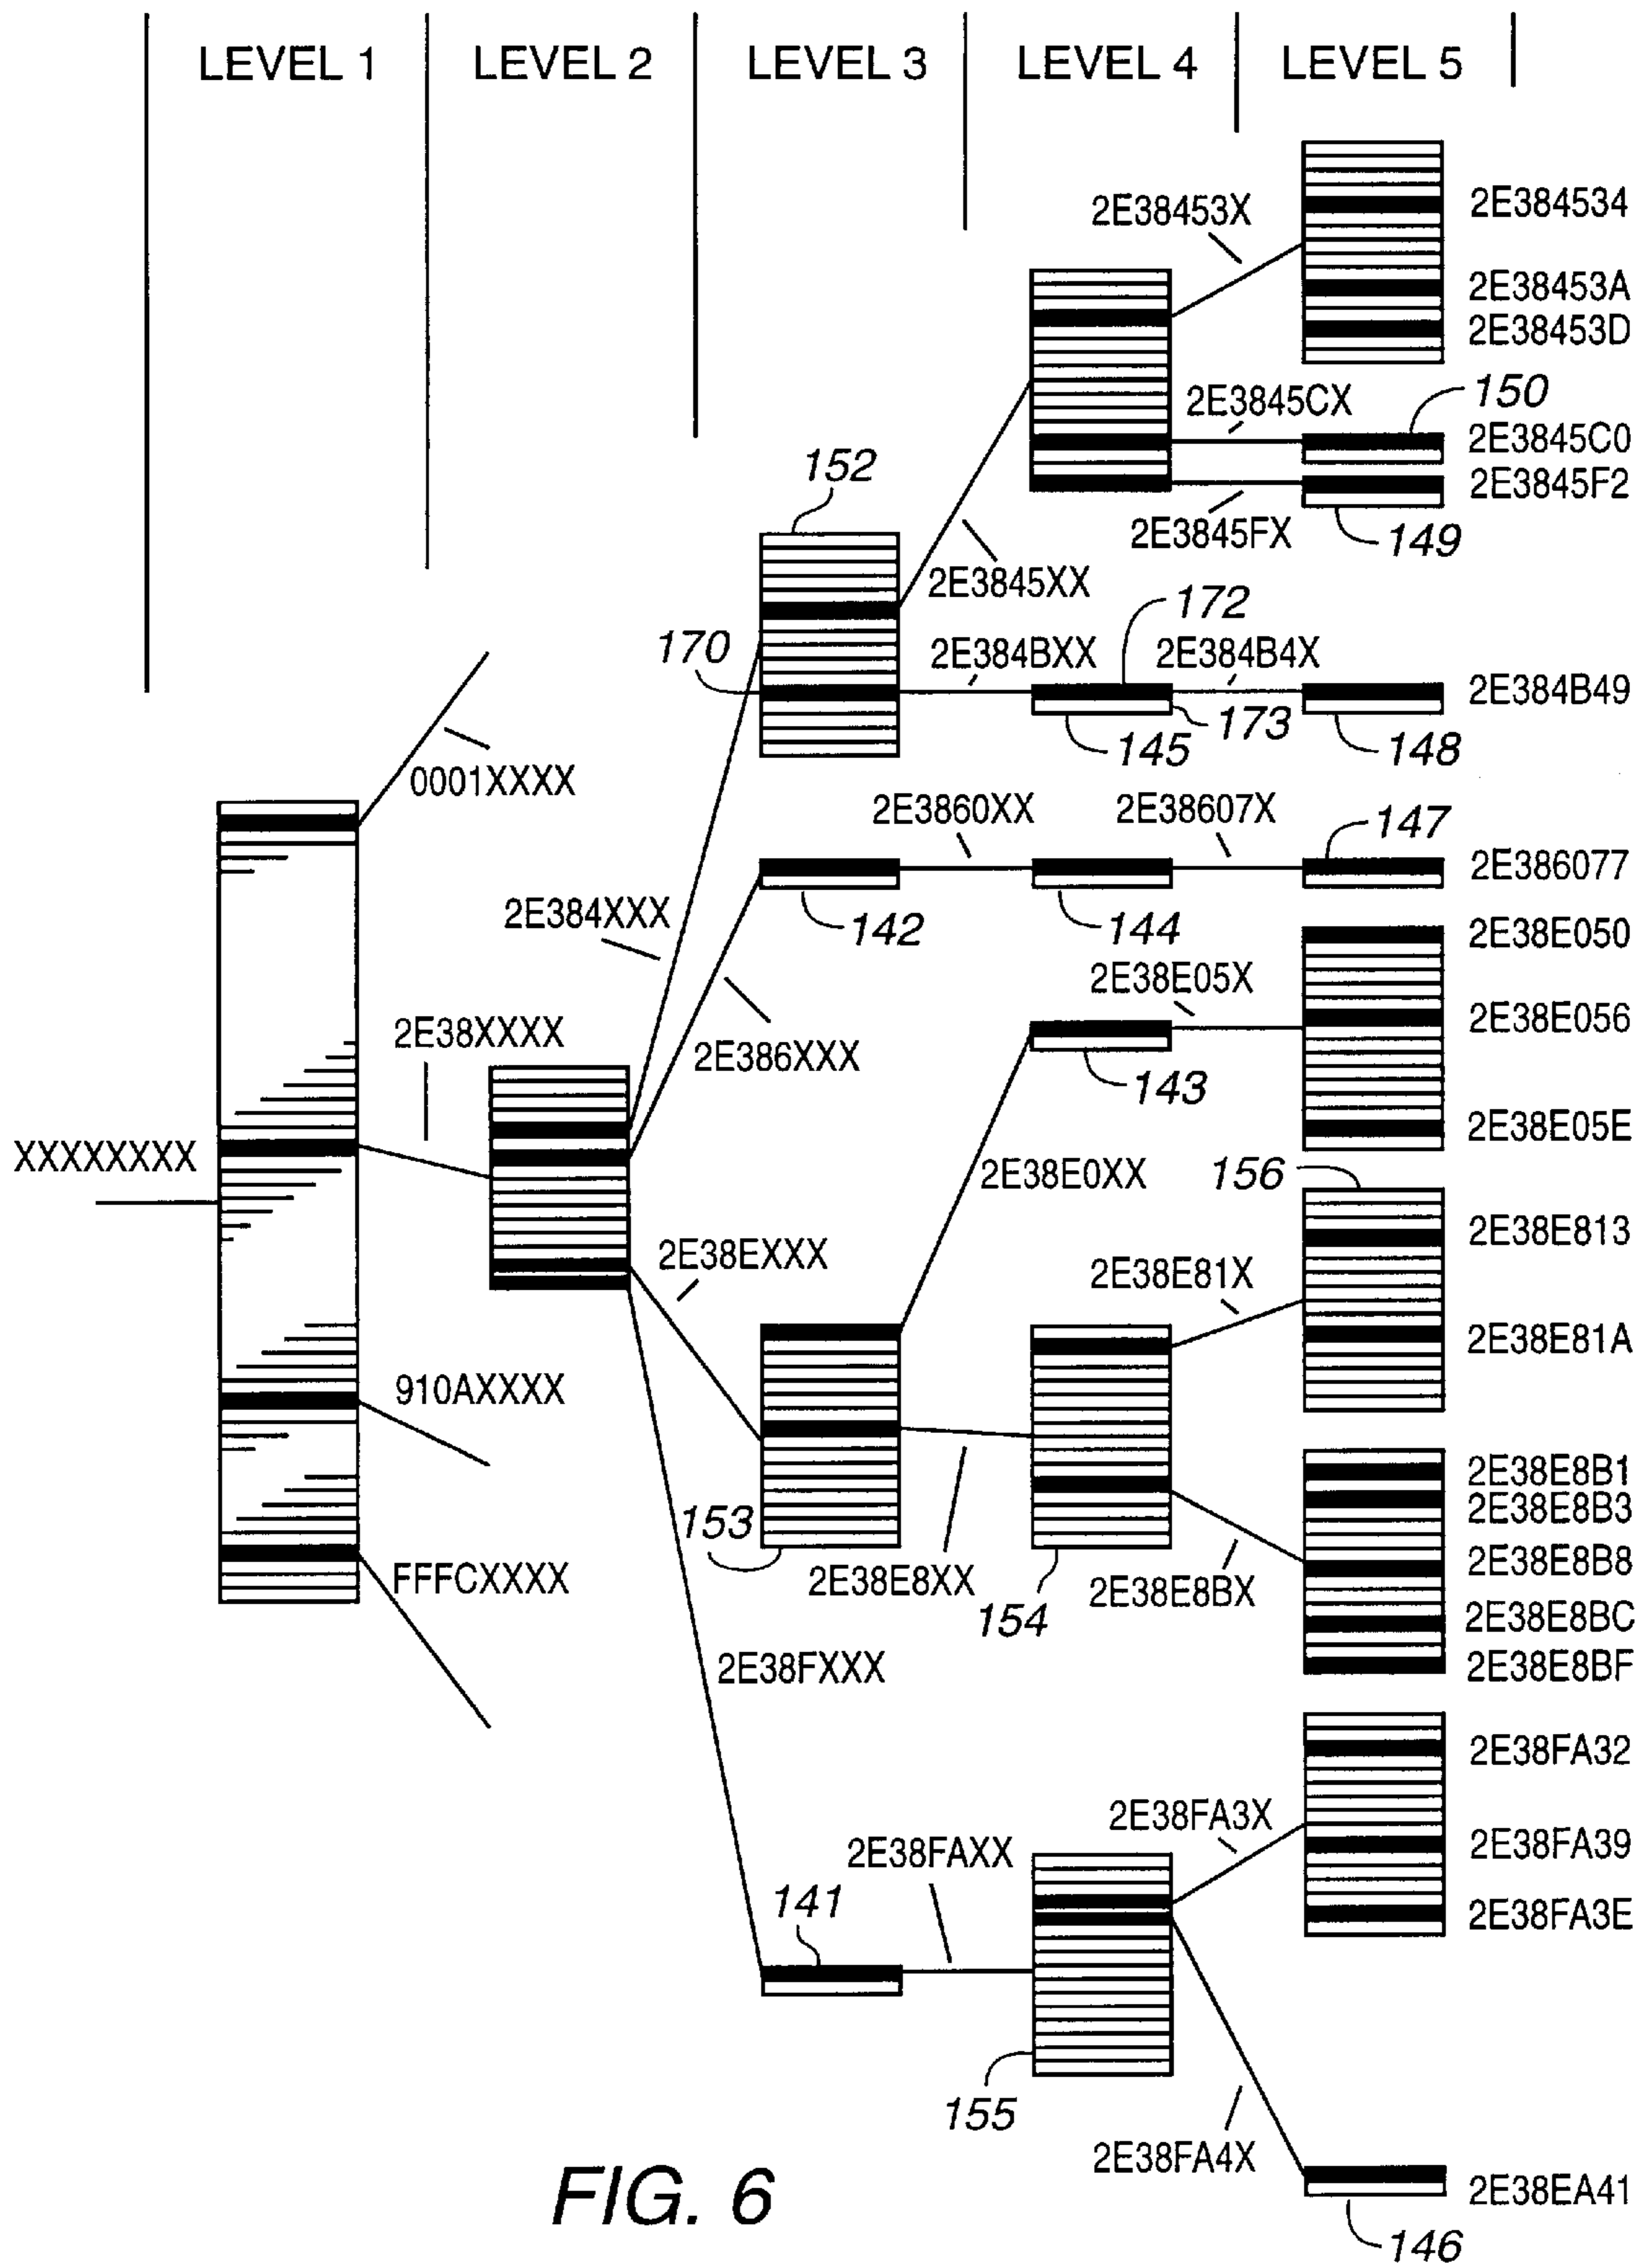 LEVEL 1 LEVEL 2 LEVEL 3 LEVEL 4 LEVEL 5
2E38453X
2E384534
2E38453A
2E38453D
2E3845CX
150
2E3845C0
2E3845F2
2E3845FX
149
152
2E3845XX
170
172
2E384BXX
2E384B4X
2E384B49
173
145
148
0001XXXX
2E3860XX
2E38607X
147
2E386077
2E384XXX
142
144
2E38E050
2E38E05X
2E38E056
2E38XXXX
2E386XXX
143
2E38E05E
XXXXXXXX
2E38E0XX
156
2E38E813
2E38EXXX
2E38E81X
2E38E81A
910AXXXX
2E38E8B1
2E38E8B3
153
2E38E8B8
FFFCXXXX
2E38E8XX
154
2E38E8BX
2E38E8BC
2E38E8BF
2E38FXXX
2E38FA32
2E38FA3X
2E38FAXX
2E38FA39
141
2E38FA3E
155
2E38FA4X
FIG. 6
2E38EA41
146